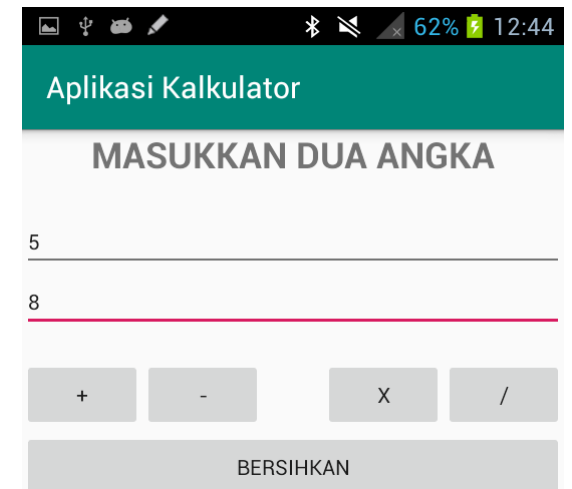 62% 12:44
Aplikasi Kalkulator
MASUKKAN DUA ANGKA
5
8
+ - X /
BERSIHKAN